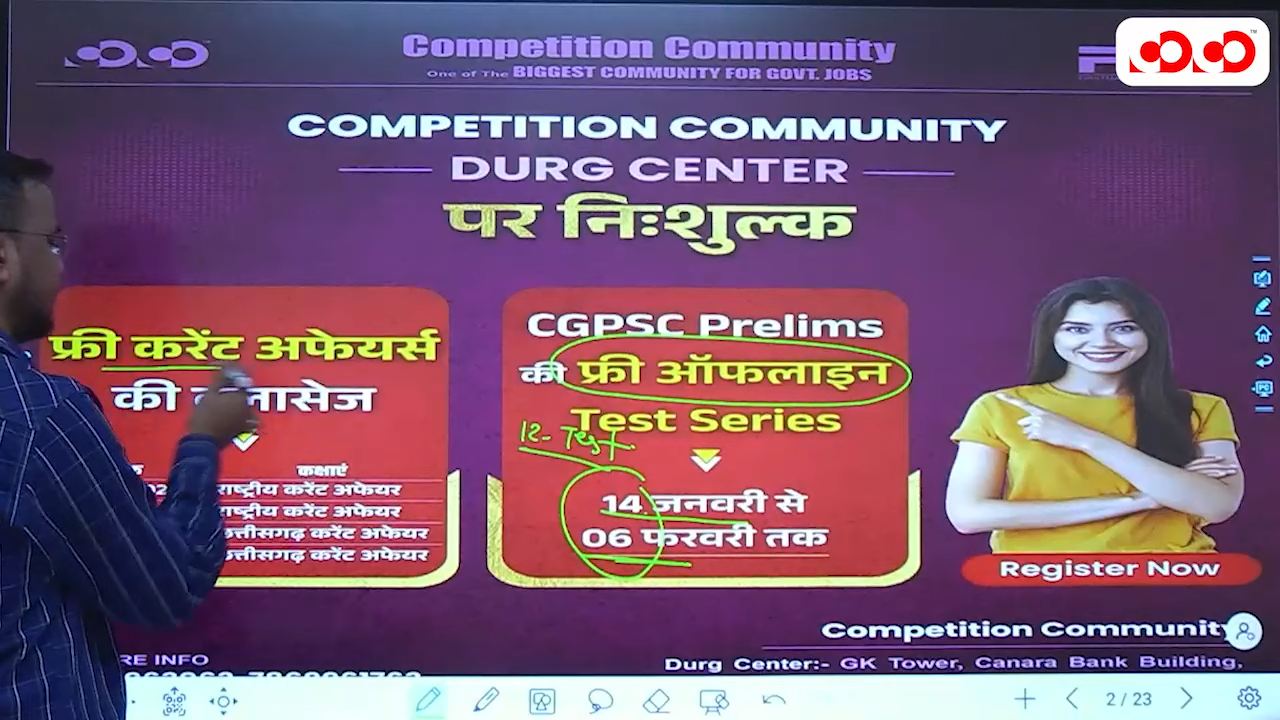 Competition Community
One of The BIGGEST COMMUNITY FOR GOVT. JOBS
COMPETITION COMMUNITY
DURG CENTER
पर निःशुल्क
फ्री करेंट अफेयर्स
की
कक्षाएं
राष्ट्रीय करेंट अफेयर
राष्ट्रीय करेंट अफेयर
छत्तीसगढ़ करेंट अफेयर
छत्तीसगढ़ करेंट अफेयर
CGPSC Prelims
की फ्री ऑफलाइन
Test Series
12- Test
14 जनवरी से
06 फरवरी तक
Register Now
Competition Community
Durg Center:- GK Tower, Canara Bank Building,
INFO
2 / 23